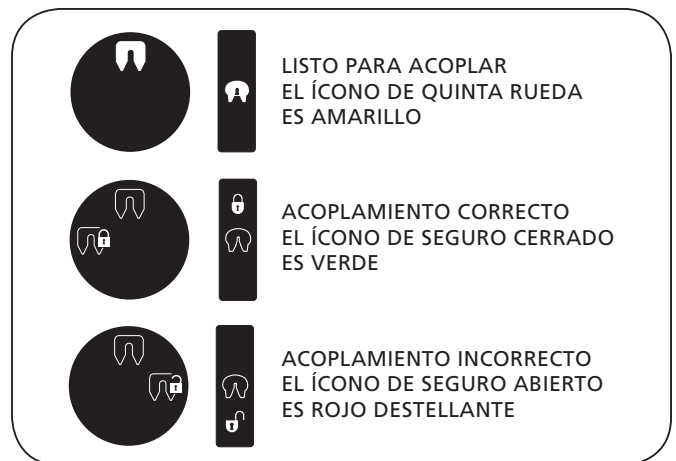 LISTO PARA ACOPLAR
EL ÍCONO DE QUINTA RUEDA
ES AMARILLO
ACOPLAMIENTO CORRECTO
EL ÍCONO DE SEGURO CERRADO
ES VERDE
ACOPLAMIENTO INCORRECTO
EL ÍCONO DE SEGURO ABIERTO
ES ROJO DESTELLANTE